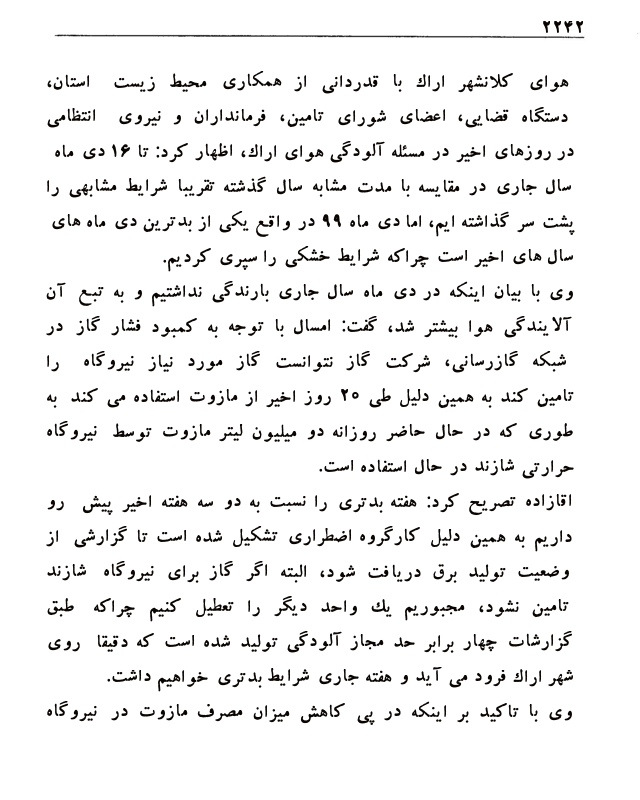 ۲۲۴۲
هوای کلانشهر اراك با قدردانی از همکاری محیط زیست استان،
دستگاه قضایی، اعضای شورای تامین، فرمانداران و نیروی انتظامی
در روزهای اخیر در مسئله آلودگی هوای اراك، اظهار کرد: تا ۱۶ دی ماه
سال جاری در مقایسه با مدت مشابه سال گذشته تقریبا شرایط مشابهی را
پشت سر گذاشته ایم، اما دی ماه ۹۹ در واقع یکی از بدترین دی ماه های
سال های اخیر است چراکه شرایط خشکی را سپری کردیم.
وی با بیان اینکه در دی ماه سال جاری بارندگی نداشتیم و به تبع آن
آلایندگی هوا بیشتر شد، گفت: امسال با توجه به کمبود فشار گاز در
شبکه گازرسانی، شرکت گاز نتوانست گاز مورد نیاز نیروگاه را
تامین کند به همین دلیل طی ۲۰ روز اخیر از مازوت استفاده می کند به
طوری که در حال حاضر روزانه دو میلیون لیتر مازوت توسط نیروگاه
حرارتی شازند در حال استفاده است.
اقازاده تصریح کرد: هفته بدتری را نسبت به دو سه هفته اخیر پیش رو
داریم به همین دلیل کارگروه اضطراری تشکیل شده است تا گزارشی از
وضعیت تولید برق دریافت شود، البته اگر گاز برای نیروگاه شازند
تامین نشود، مجبوریم یك واحد دیگر را تعطیل کنیم چراکه طبق
گزارشات چهار برابر حد مجاز آلودگی تولید شده است که دقیقا روی
شهر اراك فرود می آید و هفته جاری شرایط بدتری خواهیم داشت.
وی با تاکید بر اینکه در پی کاهش میزان مصرف مازوت در نیروگاه